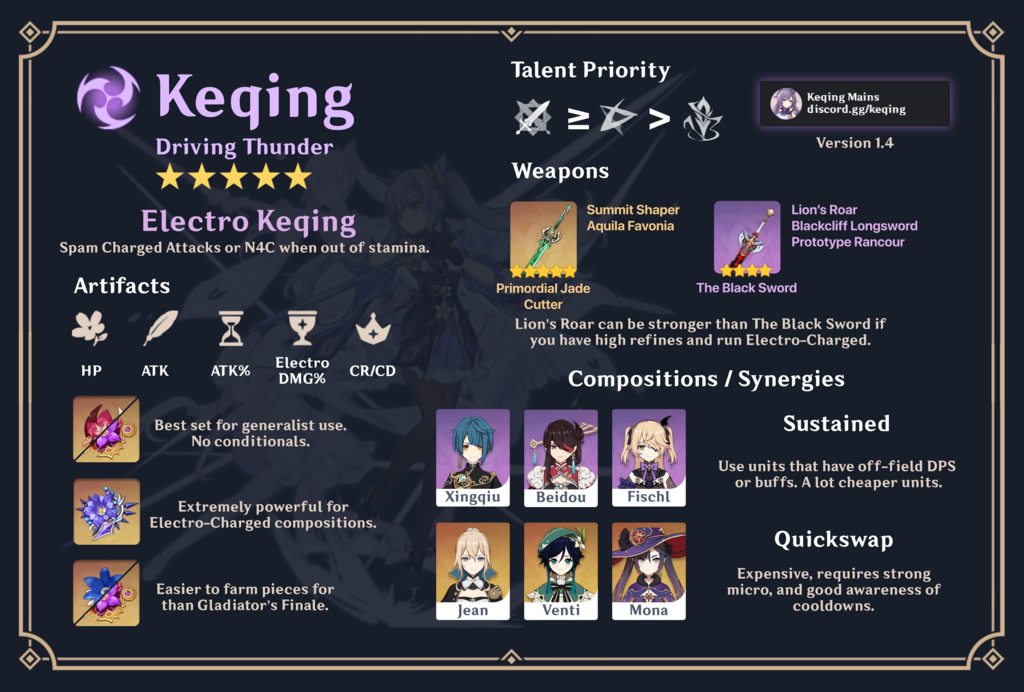 Keqing
Driving Thunder
Electro Keqing
Spam Charged Attacks or N4C when out of stamina.
Artifacts
HP
ATK
ATK%
Electro
DMG%
CR/CD
Best set for generalist use.
No conditionals.
Extremely powerful for
Electro-Charged compositions.
Easier to farm pieces for
than Gladiator's Finale.
Talent Priority
≥
>
Keqing Mains
discord.gg/keqing
Version 1.4
Weapons
Summit Shaper
Aquila Favonia
Primordial Jade
Cutter
Lion's Roar
Blackcliff Longsword
Prototype Rancour
The Black Sword
Lion's Roar can be stronger than The Black Sword if
you have high refines and run Electro-Charged.
Compositions / Synergies
Xingqiu
Beidou
Fischl
Sustained
Use units that have off-field DPS
or buffs. A lot cheaper units.
Jean
Venti
Mona
Quickswap
Expensive, requires strong
micro, and good awareness of
cooldowns.